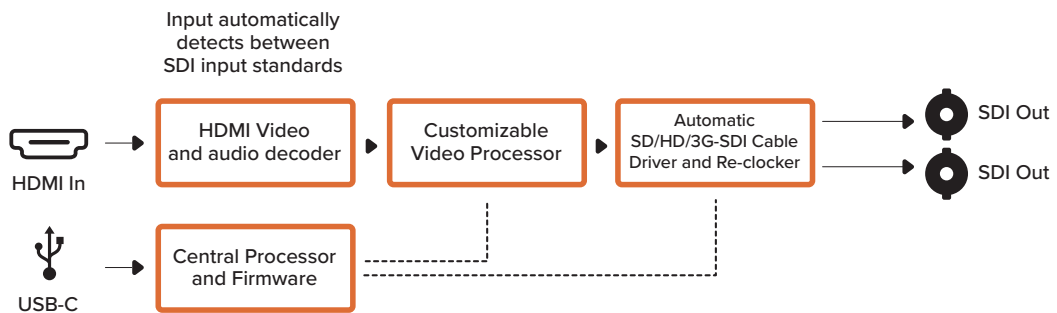 Input automatically
detects between
SDI input standards
HDMI In
HDMI Video
and audio decoder
Customizable
Video Processor
Automatic
SD/HD/3G-SDI Cable
Driver and Re-clocker
SDI Out
SDI Out
USB-C
Central Processor
and Firmware